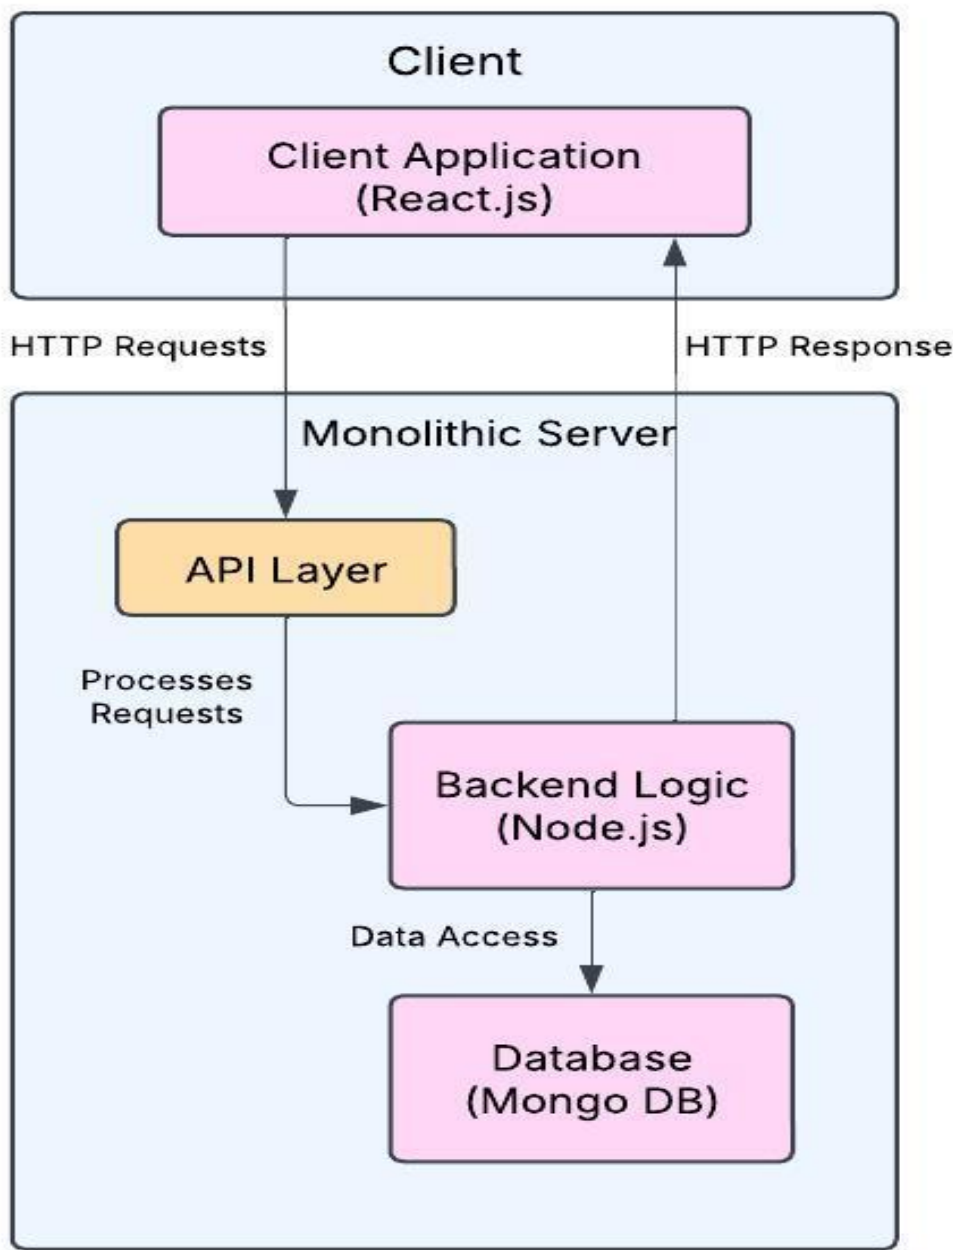 Client
Client Application
(React.js)
HTTP Requests
HTTP Response
Monolithic Server
API Layer
Processes
Requests
Backend Logic
(Node.js)
Data Access
Database
(Mongo DB)